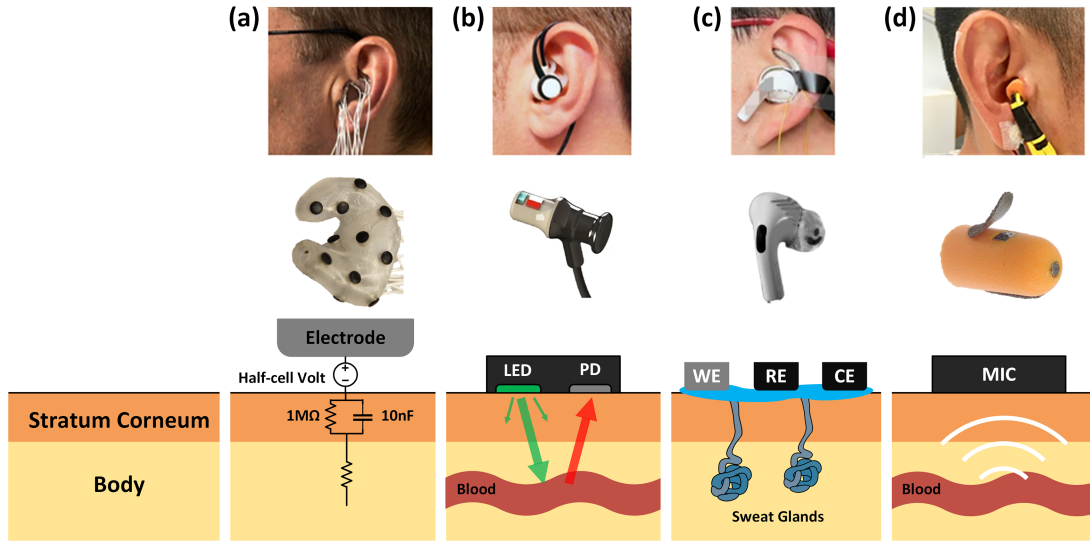 (a)
(b)
(c)
(d)
Electrode
Half-cell Volt
1MΩ
10nF
LED
PD
WE
RE
CE
MIC
Stratum Corneum
Body
Blood
Sweat Glands
Blood